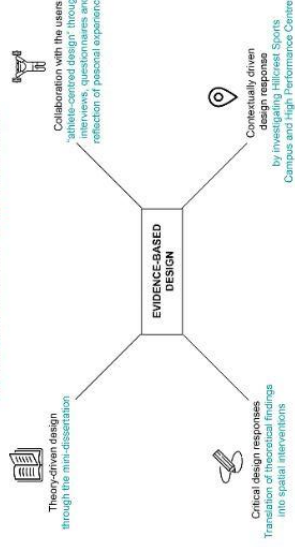 Theory-driven design
through the mini-dissertation
Collaboration with the users
"athlete-centred design" through
interviews, questionnaires and
reflection of pesonal experience
EVIDENCE-BASED
DESIGN
Critical design responses
Translation of theoretical findings
into spatial interventions
Contextually driven
design response
by investigating Hillcrest Sports
Campus and High Performance Centre